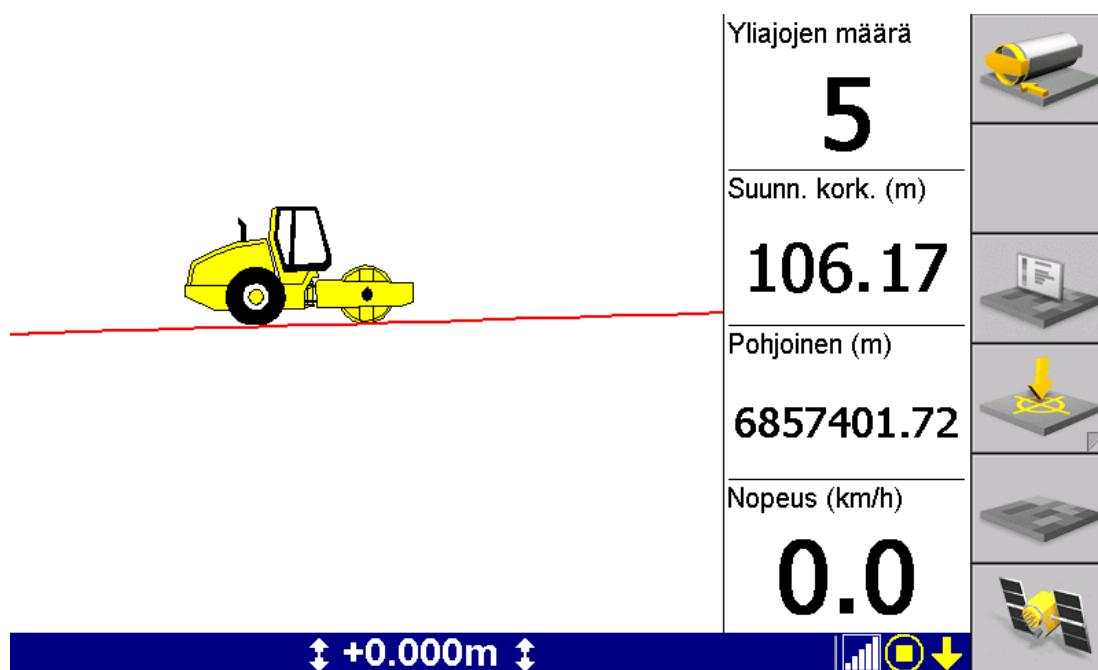 Yliajojen määrä
5
Suunn. kork. (m)
106.17
Pohjoinen (m)
6857401.72
Nopeus (km/h)
0.0
+0.000m